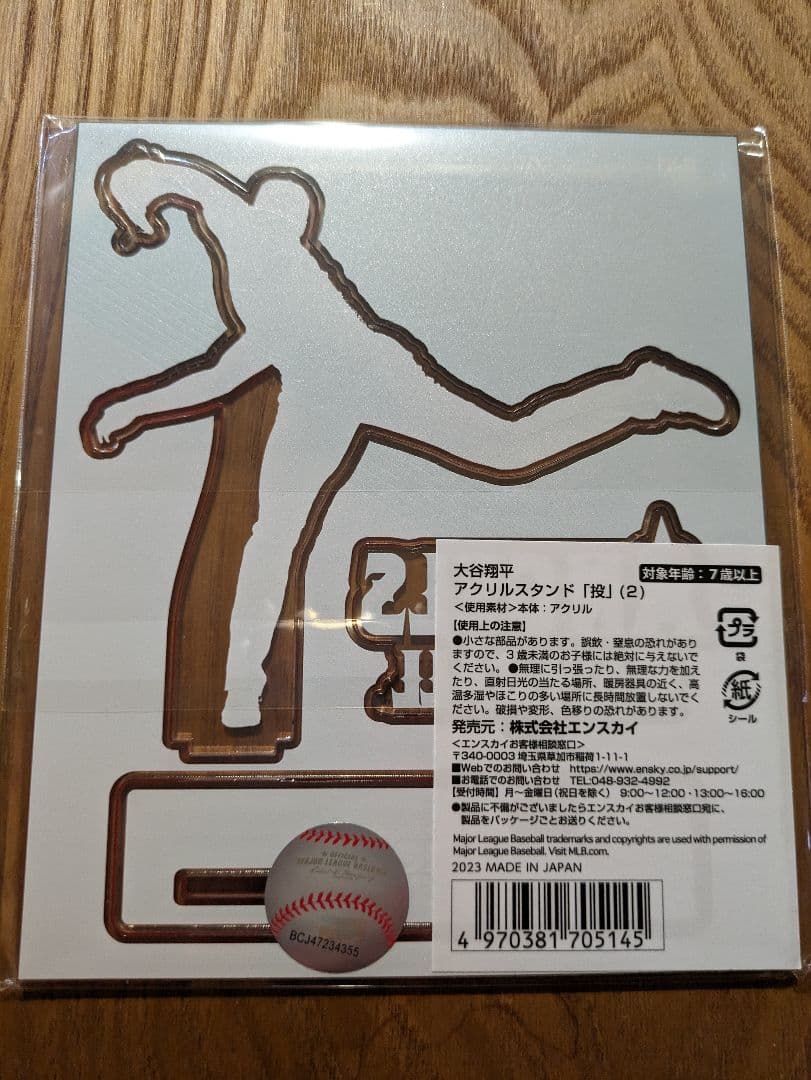 大谷翔平
対象年齢：7歳以上
アクリルスタンド「投」(2)
＜使用素材＞本体：アクリル
【使用上の注意】
●小さな部品があります。誤飲・窒息の恐れがあり
ますので、3歳未満のお子様には絶対に与えないで
ください。●無理に引っ張ったり、無理な力を加え
たり、直射日光の当たる場所、暖房器具の近く、高
温多湿やほこりの多い場所に長時間放置しないでく
ださい。破損や変形、色移りの恐れがあります。
プラ
袋
紙
シール
発売元：株式会社エンスカイ
＜エンスカイお客様相談窓口＞
〒340-0003 埼玉県草加市稲荷1-11-1
■Webでのお問い合わせ https://www.ensky.co.jp/support/
■お電話でのお問い合わせ TEL:048-932-4992
【受付時間】月～金曜日(祝日を除く) 9:00～12:00・13:00～16:00
●製品に不備がございましたらエンスカイお客様相談窓口宛に、
製品をパッケージごとお送りください。
Major League Baseball trademarks and copyrights are used with permission of
Major League Baseball. Visit MLB.com.
2023 MADE IN JAPAN
4 970381 705145
OFFICIAL
MAJOR LEAGUE BASEBALL
BCJ47234355